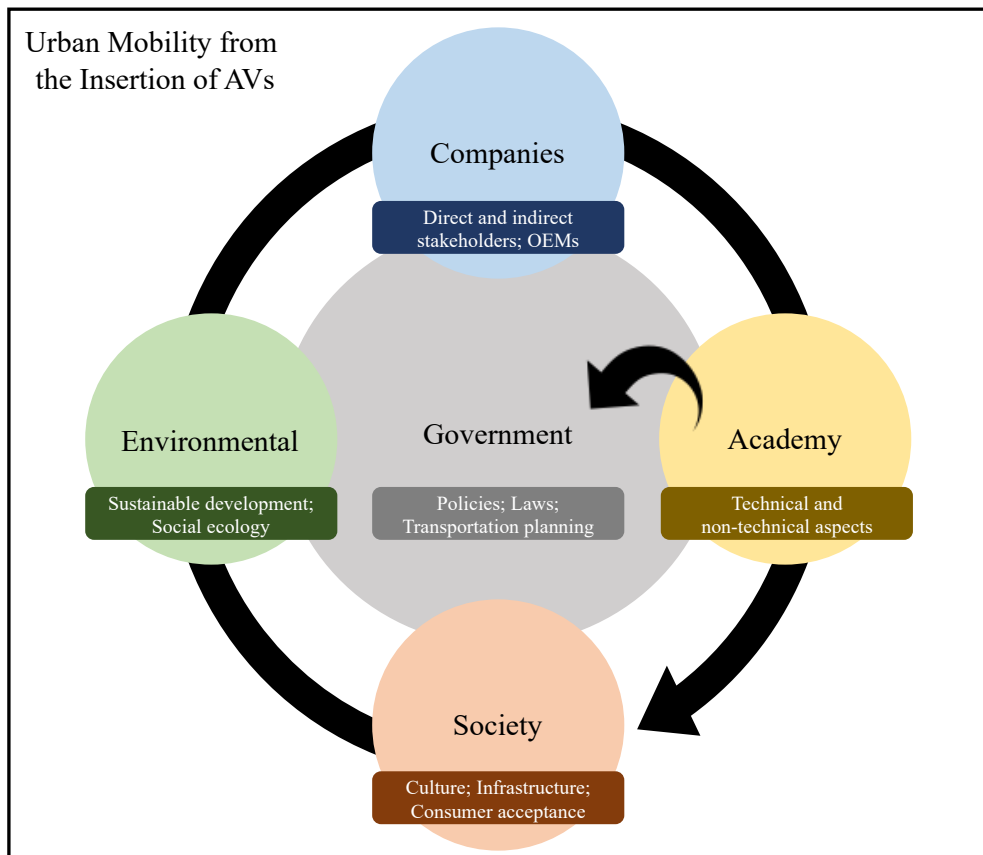 Urban Mobility from
the Insertion of AVs
Companies
Direct and indirect
stakeholders; OEMs
Environmental
Sustainable development;
Social ecology
Government
Policies; Laws;
Transportation planning
Academy
Technical and
non-technical aspects
Society
Culture; Infrastructure;
Consumer acceptance